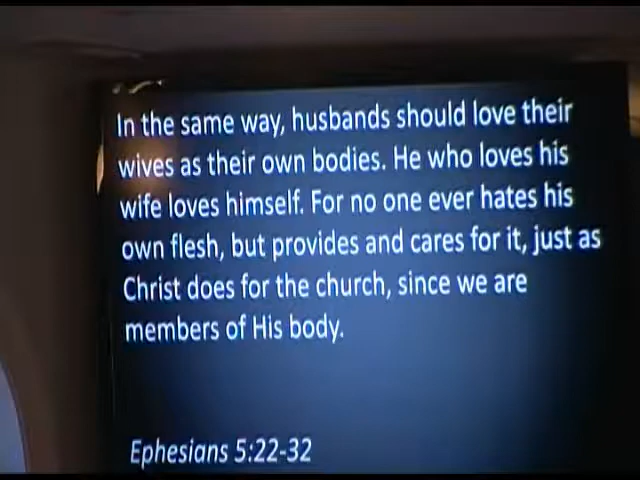 In the same way, husbands should love their
wives as their own bodies. He who loves his
wife loves himself. For no one ever hates his
own flesh, but provides and cares for it, just as
Christ does for the church, since we are
members of His body.
Ephesians 5:22-32